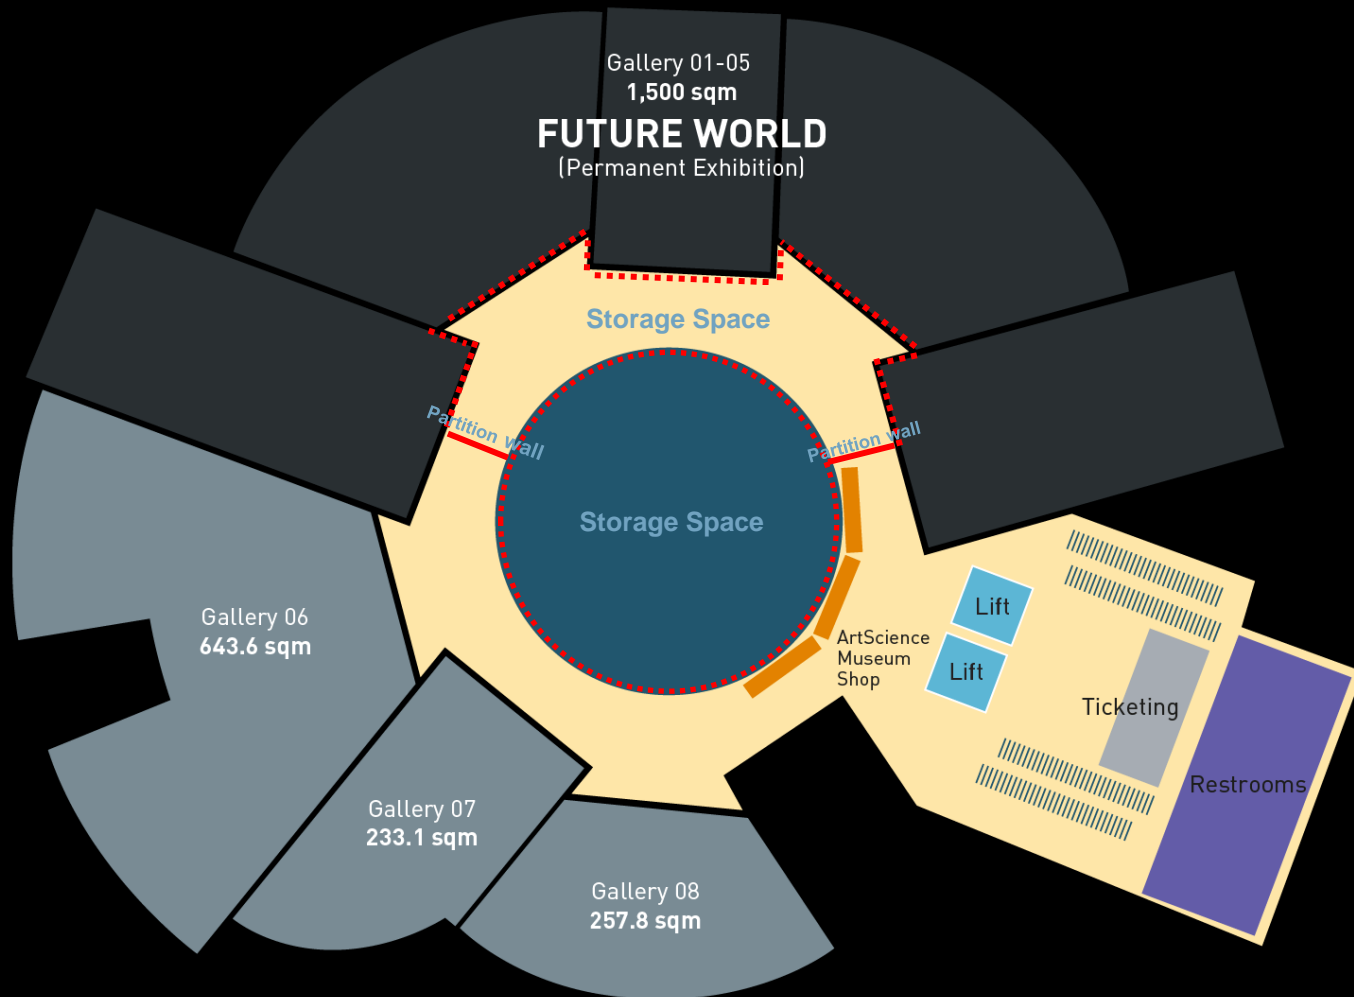 Gallery 01-05
1,500 sqm
FUTURE WORLD
(Permanent Exhibition)
Storage Space
Partition wall
Partition wall
Storage Space
Lift
Gallery 06
643.6 sqm
ArtScience
Museum
Shop
Lift
Ticketing
Restrooms
Gallery 07
233.1 sqm
Gallery 08
257.8 sqm